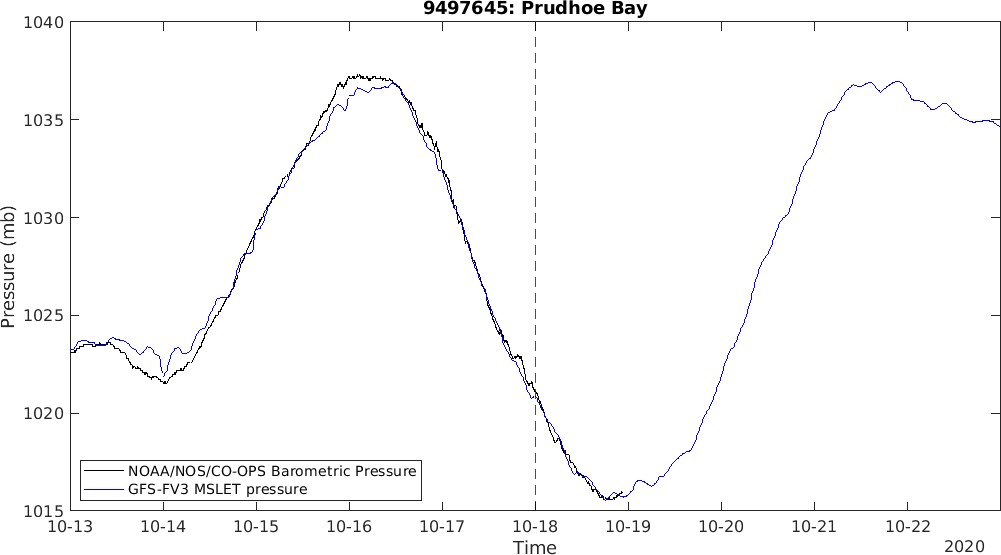 9497645: Prudhoe Bay
1040
1035
1030
1025
1020
1015
Pressure (mb)
NOAA/NOS/CO-OPS Barometric Pressure
GFS-FV3 MSLET pressure
10-13 10-14 10-15 10-16 10-17 10-18 10-19 10-20 10-21 10-22
Time
2020